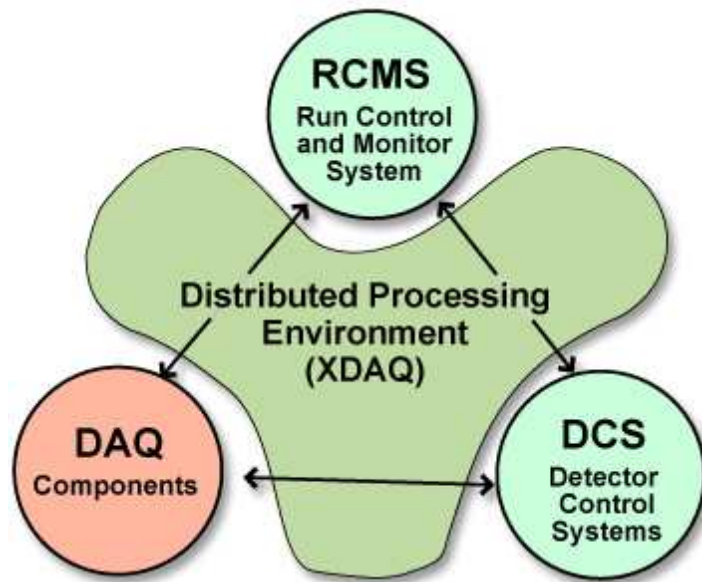 RCMS
Run Control
and Monitor
System
Distributed Processing
Environment
(XDAQ)
DAQ
Components
DCS
Detector
Control
Systems